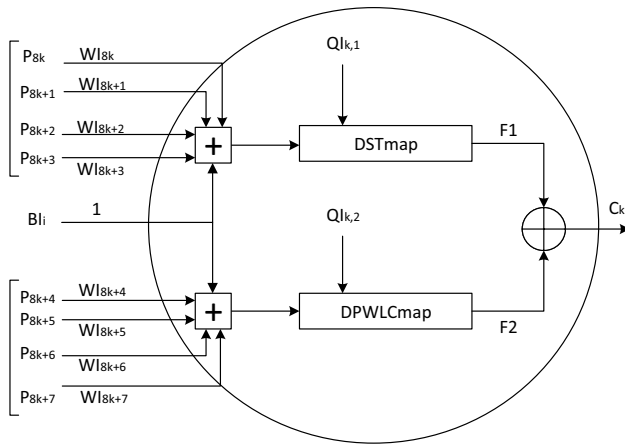 P8k WI8k
P8k+1 WI8k+1
P8k+2 WI8k+2
P8k+3 WI8k+3
QIk,1
+
DSTmap
F1
BIi 1
QIk,2
Ck
P8k+4 WI8k+4
P8k+5 WI8k+5
P8k+6 WI8k+6
P8k+7 WI8k+7
+
DPWLCmap
F2